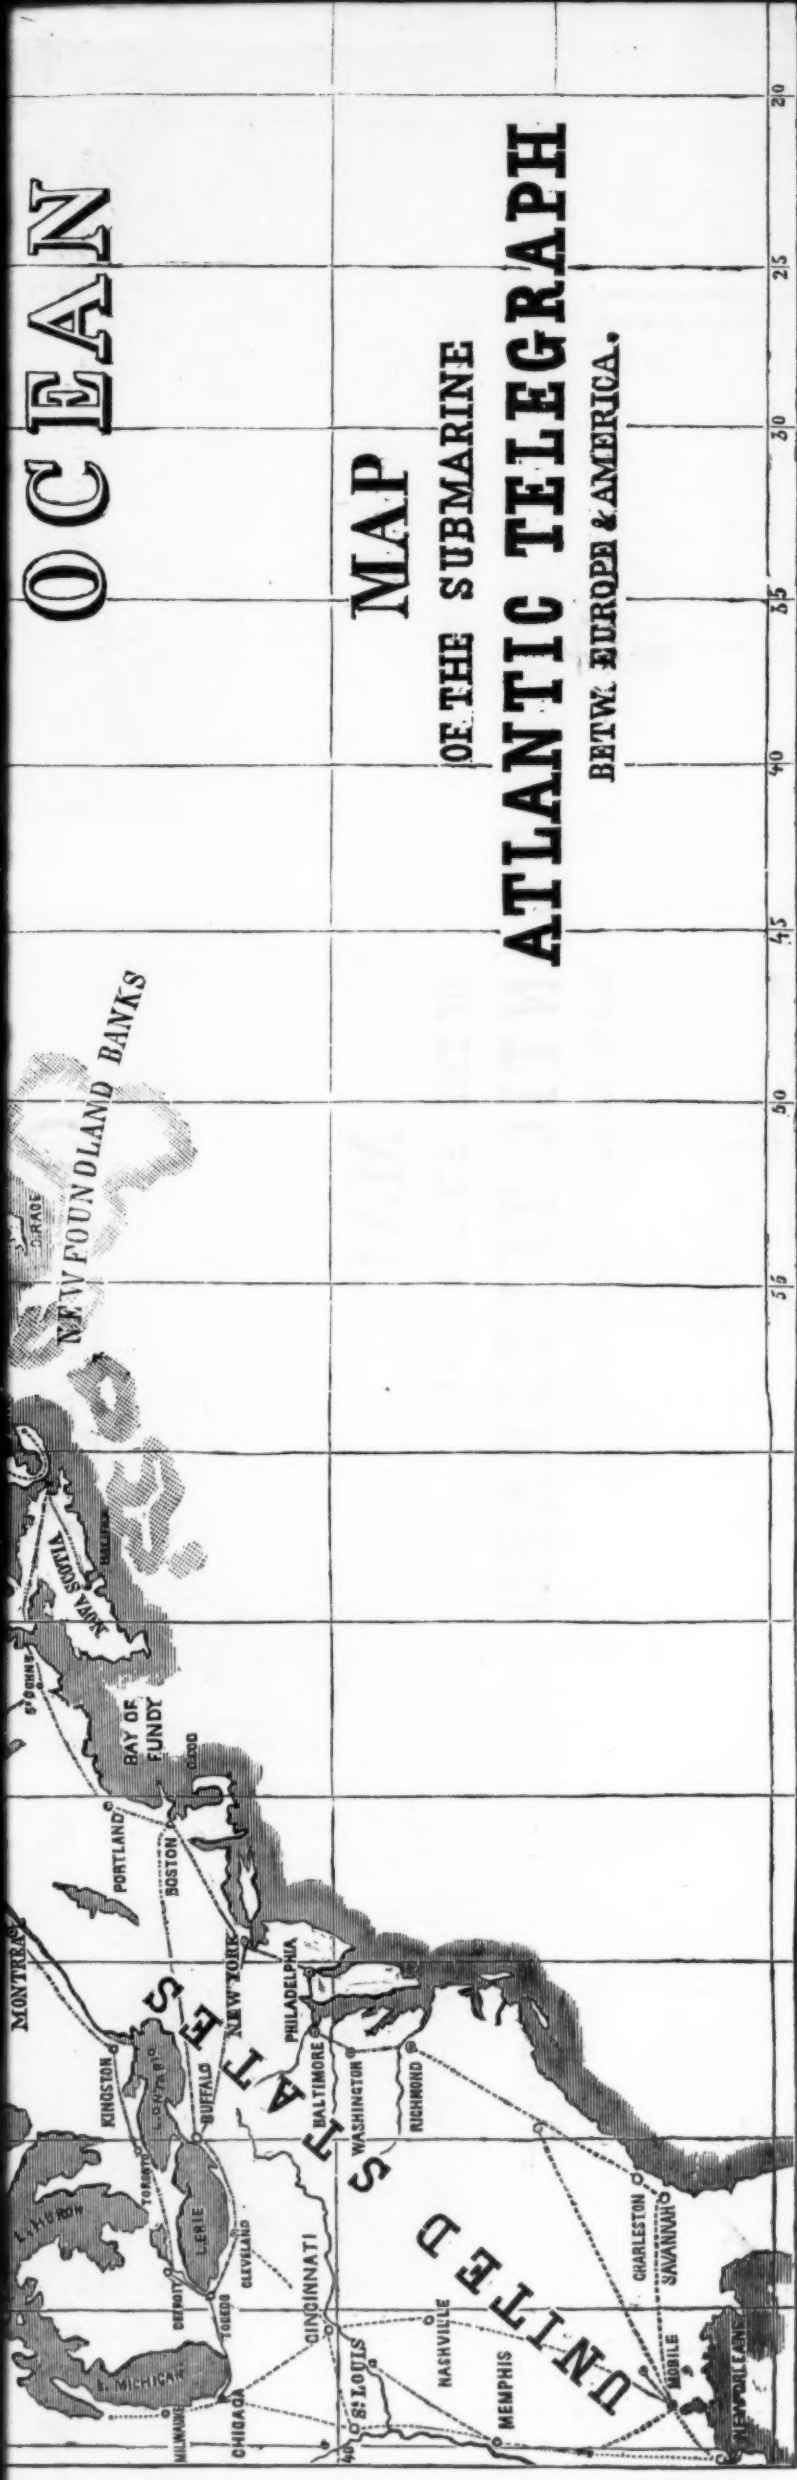 OCEAN
MAP
OF THE SUBMARINE
ATLANTIC TELEGRAPH
BETW. EUROPE & AMERICA.
NEWFOUNDLAND BANKS
C. RACE
NOVA SCOTIA
HALIFAX
ST JOHNS
BAY OF
FUNDY
C. COD
PORTLAND
BOSTON
MONTREAL
NEW YORK
PHILADELPHIA
KINGSTON
L. ONTARIO
BUFFALO
BALTIMORE
WASHINGTON
RICHMOND
TORONTO
L. HURON
L. ERIE
CLEVELAND
DETROIT
TOLEDO
CINCINNATI
UNITED STATES
CHARLESTON
SAVANNAH
L. MICHIGAN
MILWAUKE
CHICAGO
ST LOUIS
NASHVILLE
MEMPHIS
MOBILE
NEW ORLEANS
40
55
50
45
40
35
30
25
20